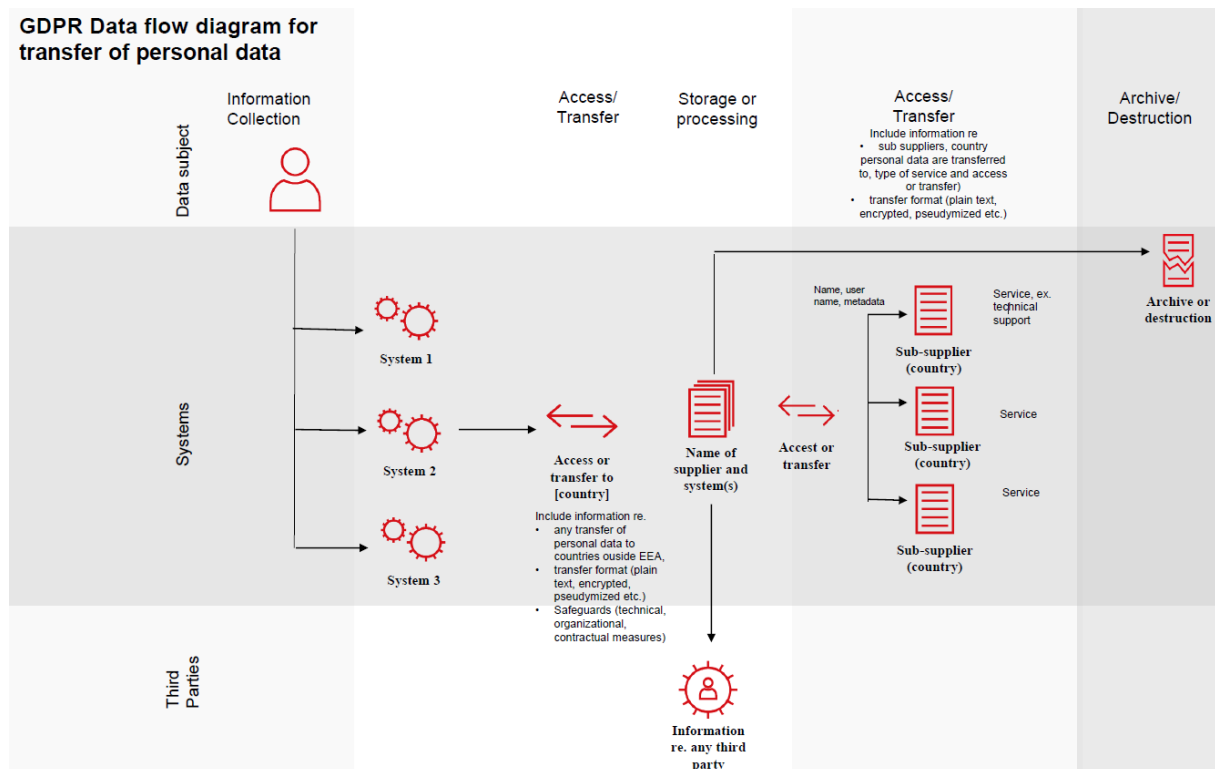 GDPR Data flow diagram for
transfer of personal data
Information
Collection
Access/
Transfer
Storage or
processing
Access/
Transfer
Include information re
• sub suppliers, country
personal data are transferred
to, type of service and access
or transfer)
• transfer format (plain text,
encrypted, pseudymized etc.)
Archive/
Destruction
Data subject
Systems
Third
Parties
System 1
System 2
System 3
Access or
transfer to
[country]
Include information re.
• any transfer of
personal data to
countries ouside EEA,
• transfer format (plain
text, encrypted,
pseudymized etc.)
• Safeguards (technical,
organizational,
contractual measures)
Name of
supplier and
system(s)
Accest or
transfer
Name, user
name, metadata
Service, ex.
technical
support
Sub-supplier
(country)
Service
Sub-supplier
(country)
Service
Sub-supplier
(country)
Archive or
destruction
Information
re. any third
party